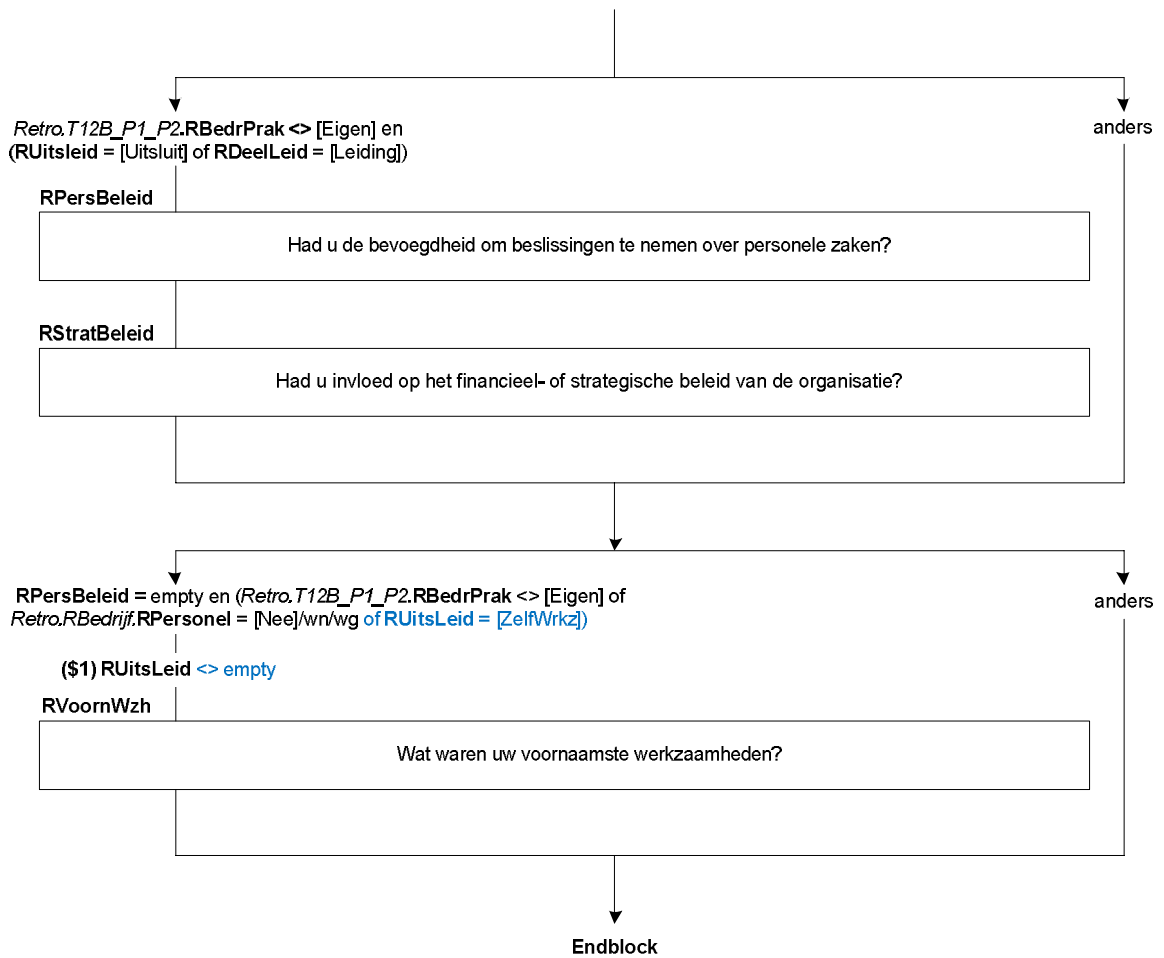 Retro.T12B_P1_P2.RBedrPrak <> [Eigen] en
(RUitsleid = [Uitsluit] of RDeelLeid = [Leiding])
anders
RPersBeleid
Had u de bevoegdheid om beslissingen te nemen over personele zaken?
RStratBeleid
Had u invloed op het financieel- of strategische beleid van de organisatie?
RPersBeleid = empty en (Retro.T12B_P1_P2.RBedrPrak <> [Eigen] of
Retro.RBedrijf.RPersonel = [Nee]/wn/wg of RUitsLeid = [ZelfWrkz])
anders
($1) RUitsLeid <> empty
RVoornWzh
Wat waren uw voornaamste werkzaamheden?
Endblock